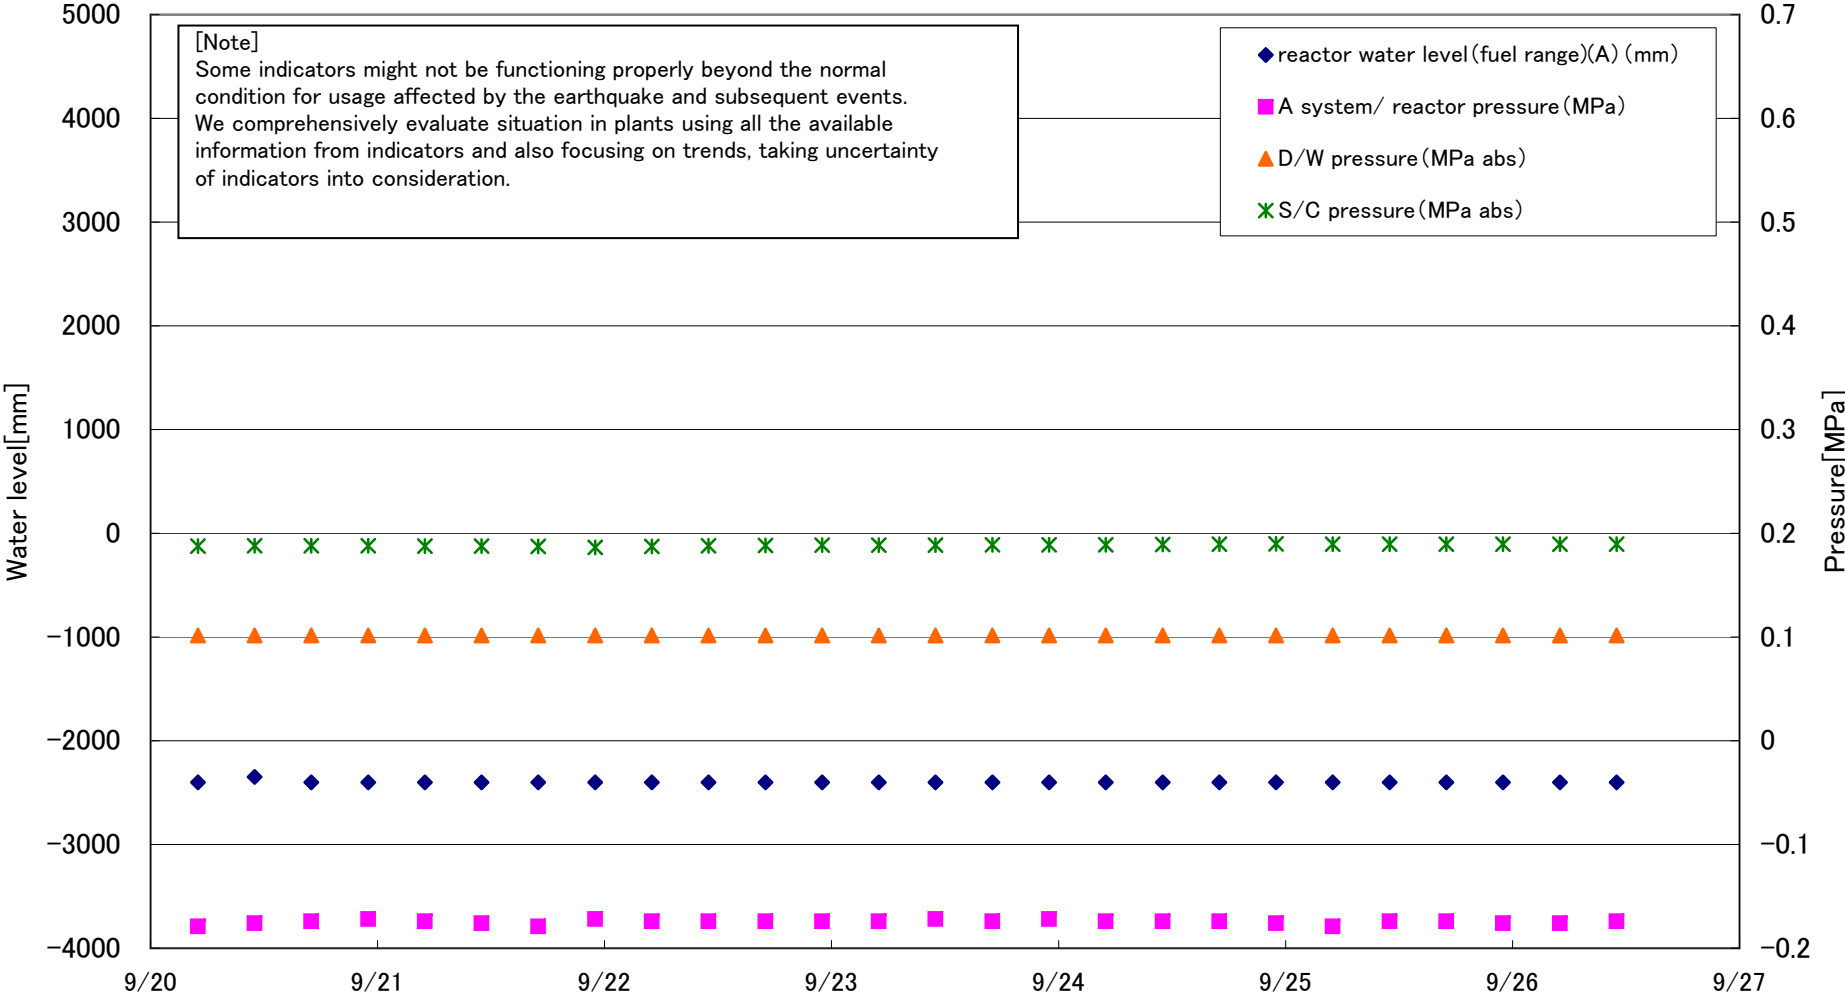 5000
4000
3000
2000
1000
0
−1000
−2000
−3000
−4000
Water level[mm]
[Note]
Some indicators might not be functioning properly beyond the normal
condition for usage affected by the earthquake and subsequent events.
We comprehensively evaluate situation in plants using all the available
information from indicators and also focusing on trends, taking uncertainty
of indicators into consideration.
reactor water level(fuel range)(A) (mm)
A system/ reactor pressure(MPa)
D/W pressure(MPa abs)
S/C pressure(MPa abs)
0.7
0.6
0.5
0.4
0.3
0.2
0.1
0
−0.1
−0.2
Pressure[MPa]
9/20 9/21 9/22 9/23 9/24 9/25 9/26 9/27